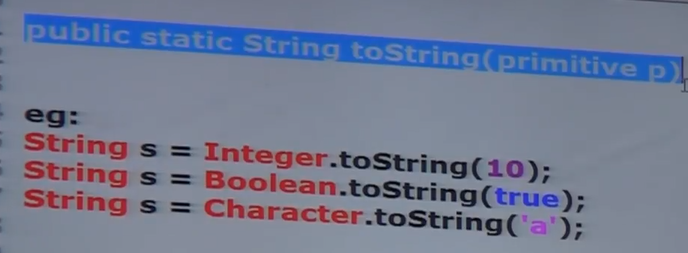 public static String toString(primitive p)
eg:
String s = Integer.toString(10);
String s = Boolean.toString(true);
String s = Character.toString('a');